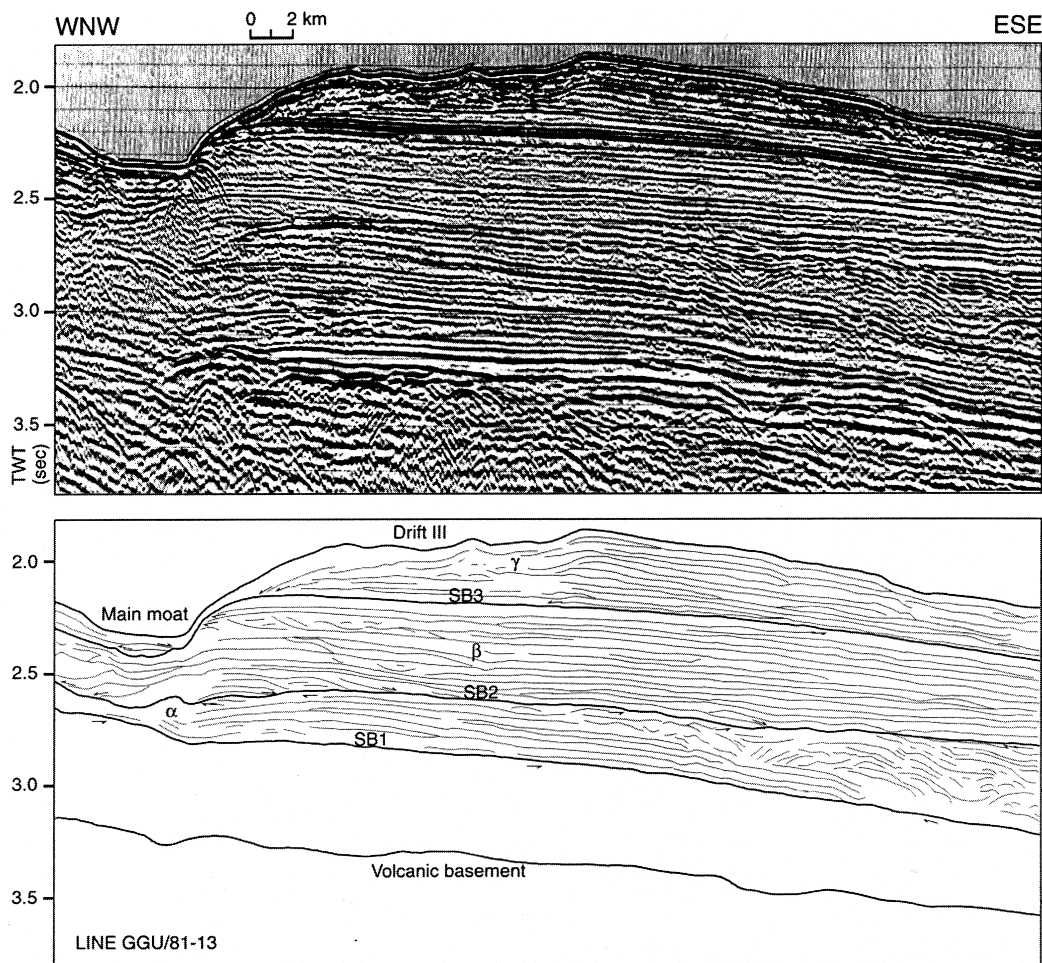 WNW 0 2 km ESE
2.0
2.5
3.0
3.5
TWT
(sec)
Drift III
2.0
γ
SB3
Main moat
β
2.5
SB2
α
SB1
3.0
Volcanic basement
3.5
LINE GGU/81-13